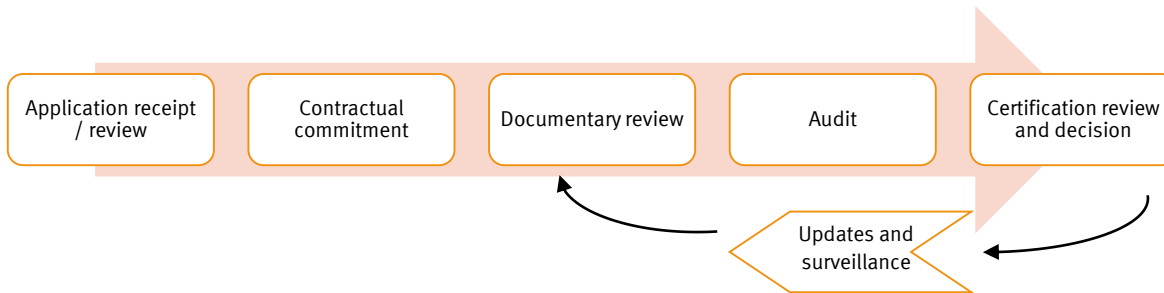 Application receipt
/ review
Contractual
commitment
Documentary review
Audit
Certification review
and decision
Updates and
surveillance